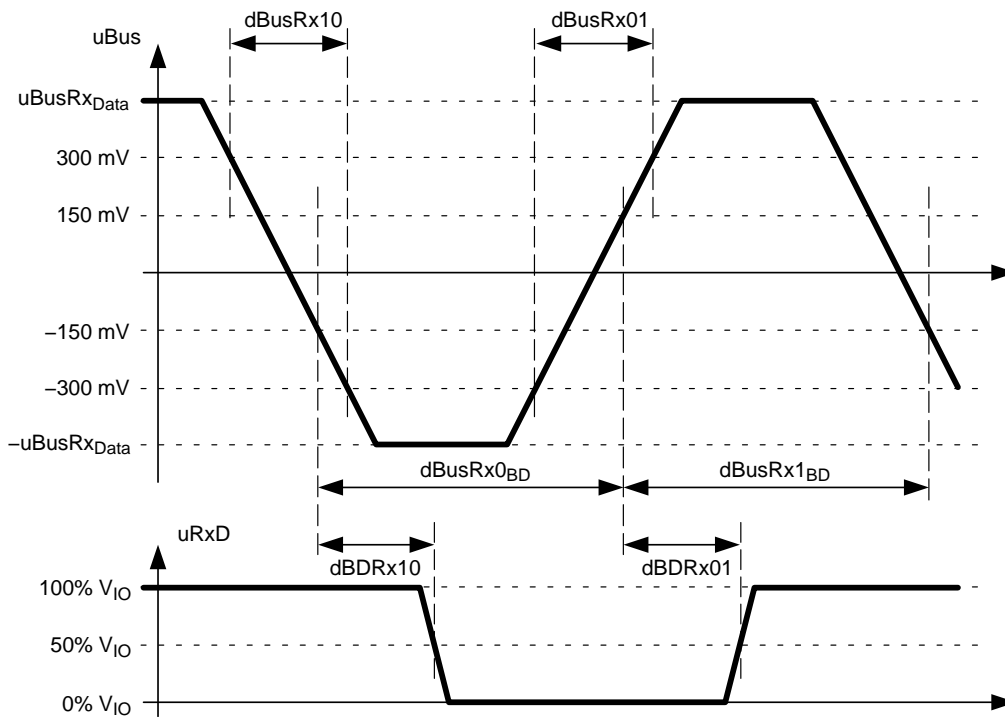 dBusRx10 dBusRx01
uBus
uBusRxData
300 mV
150 mV
–150 mV
–300 mV
–uBusRxData
dBusRx0BD dBusRx1BD
uRxD
dBDRx10 dBDRx01
100% VIO
50% VIO
0% VIO